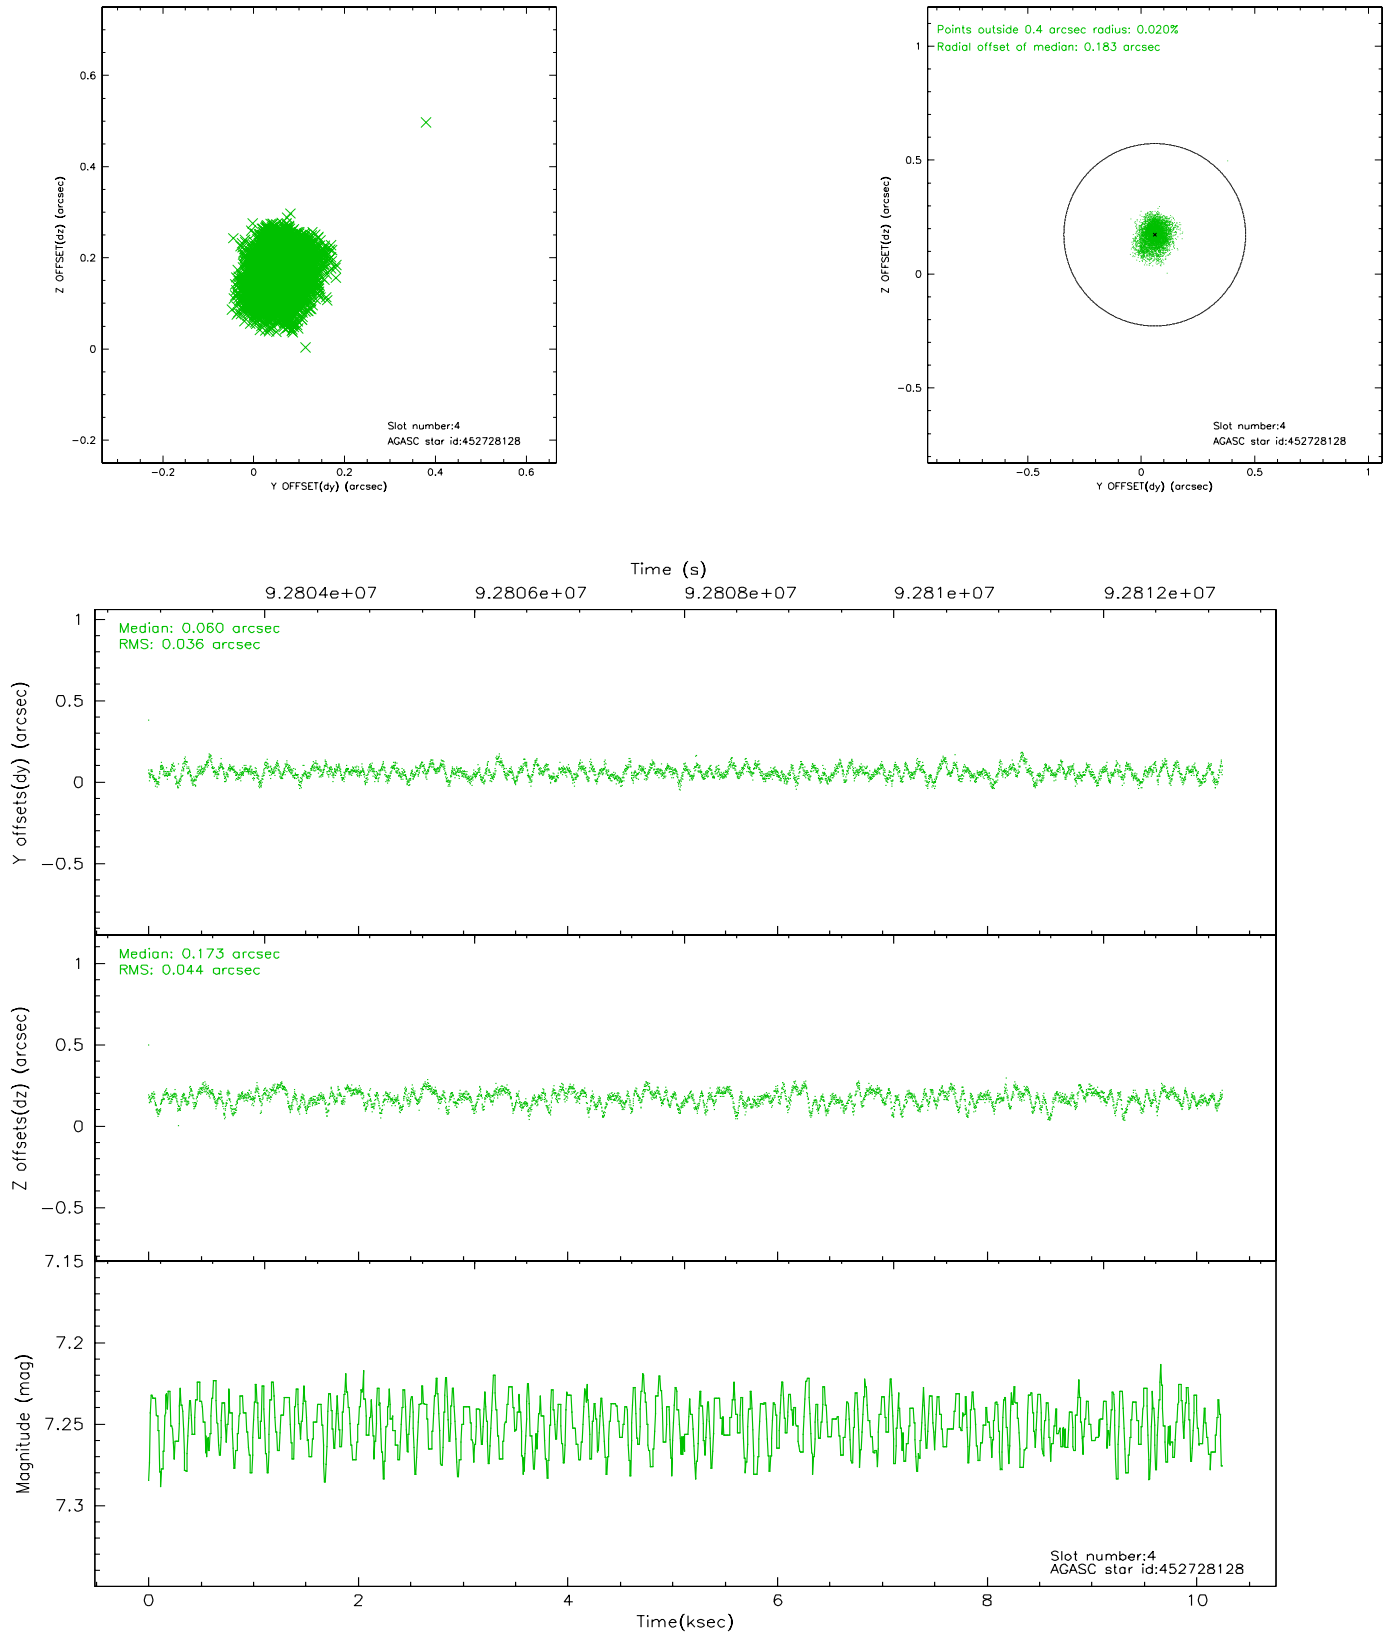 0.6
0.4
0.2
0
−0.2
Z OFFSET(dz) (arcsec)
−0.2 0 0.2 0.4 0.6
Y OFFSET(dy) (arcsec)
Slot number:4
AGASC star id:452728128
Points outside 0.4 arcsec radius: 0.020%
Radial offset of median: 0.183 arcsec
1
0.5
0
−0.5
Z OFFSET(dz) (arcsec)
−0.5 0 0.5 1
Y OFFSET(dy) (arcsec)
Slot number:4
AGASC star id:452728128
Time (s)
9.2804e+07 9.2806e+07 9.2808e+07 9.281e+07 9.2812e+07
Median: 0.060 arcsec
RMS: 0.036 arcsec
1
0.5
0
−0.5
Y offsets(dy) (arcsec)
Median: 0.173 arcsec
RMS: 0.044 arcsec
1
0.5
0
−0.5
Z offsets(dz) (arcsec)
7.15
7.2
7.25
7.3
Magnitude (mag)
Slot number:4
AGASC star id:452728128
0 2 4 6 8 10
Time(ksec)